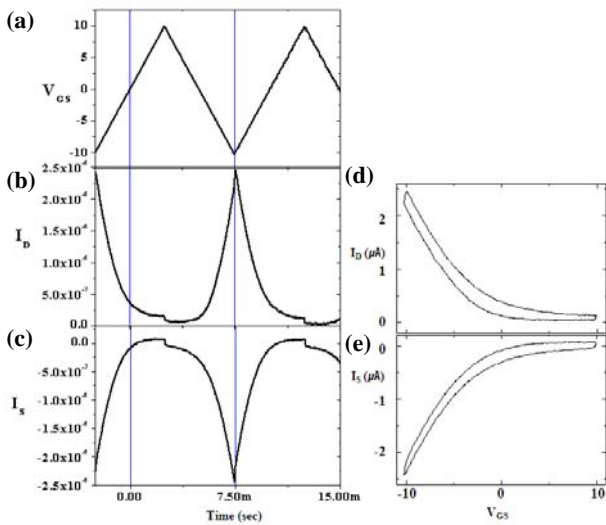 (a)
10
5
0
-5
-10
V_GS
(b)
2.5x10⁻⁶
2.0x10⁻⁶
1.5x10⁻⁶
1.0x10⁻⁶
5.0x10⁻⁷
0.0
I_D
(c)
0.0
-5.0x10⁻⁷
-1.0x10⁻⁶
-1.5x10⁻⁶
-2.0x10⁻⁶
-2.5x10⁻⁶
I_S
0.00 7.50m 15.00m
Time (sec)
(d)
2
1
0
I_D (μA)
(e)
0
-1
-2
I_S (μA)
-10 0 10
V_GS